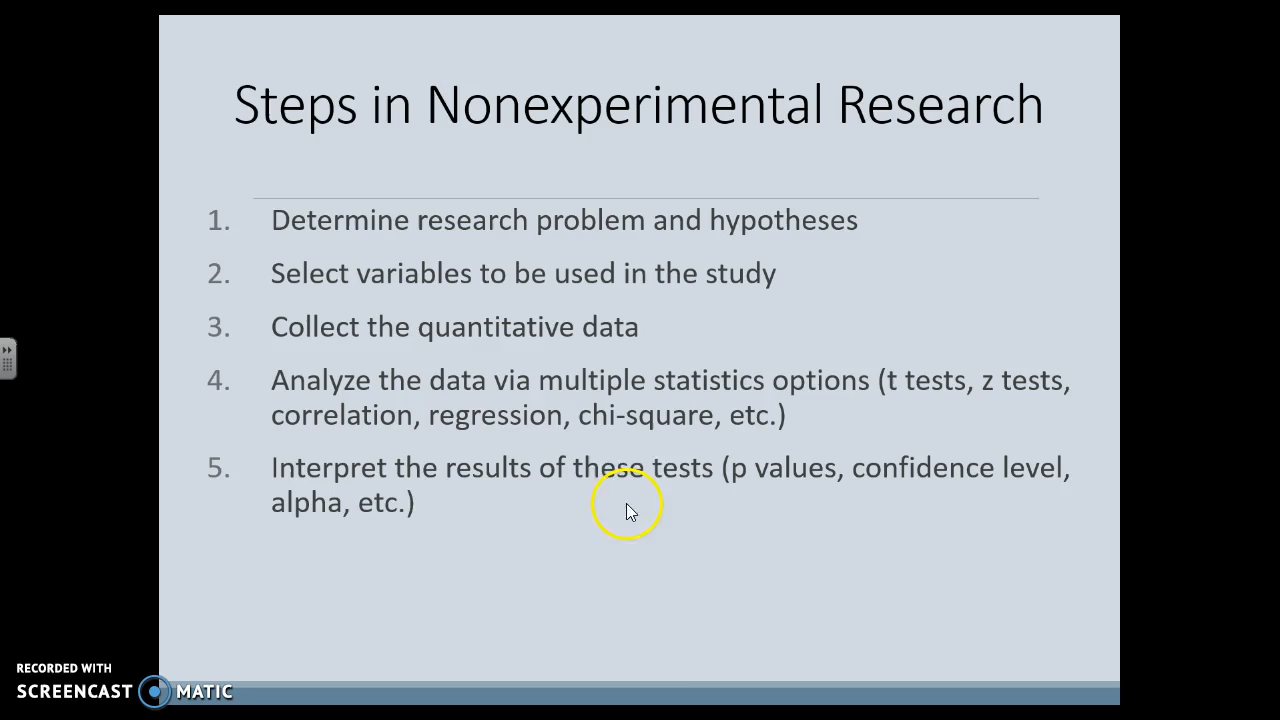 Steps in Nonexperimental Research
1. Determine research problem and hypotheses
2. Select variables to be used in the study
3. Collect the quantitative data
4. Analyze the data via multiple statistics options (t tests, z tests,
correlation, regression, chi-square, etc.)
5. Interpret the results of these tests (p values, confidence level,
alpha, etc.)
RECORDED WITH
SCREENCAST MATIC